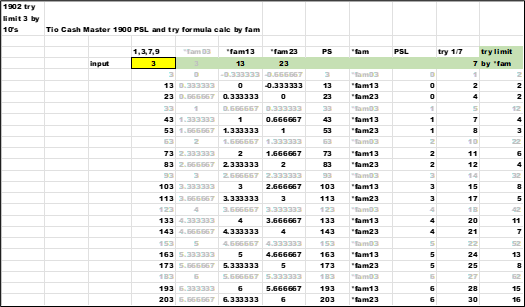 1902 try
limit 3 by
10's Tio Cash Master 1900 PSL and try formula calc by fam
1,3,7,9 *fam03 *fam13 *fam23 PS *fam PSL try 1/7 try limit
input 3 3 13 23 7 by *fam
3 0 -0.333333 -0.666667 3 *fam03 0 1 2
13 0.333333 0 -0.333333 13 *fam13 0 2 2
23 0.666667 0.333333 0 23 *fam23 0 4 2
33 1 0.666667 0.333333 33 *fam03 1 5 12
43 1.333333 1 0.666667 43 *fam13 1 7 4
53 1.666667 1.333333 1 53 *fam23 1 8 3
63 2 1.666667 1.333333 63 *fam03 2 10 22
73 2.333333 2 1.666667 73 *fam13 2 11 6
83 2.666667 2.333333 2 83 *fam23 2 12 4
93 3 2.666667 2.333333 93 *fam03 3 14 32
103 3.333333 3 2.666667 103 *fam13 3 15 8
113 3.666667 3.333333 3 113 *fam23 3 17 5
123 4 3.666667 3.333333 123 *fam03 4 18 42
133 4.333333 4 3.666667 133 *fam13 4 20 11
143 4.666667 4.333333 4 143 *fam23 4 21 7
153 5 4.666667 4.333333 153 *fam03 5 22 52
163 5.333333 5 4.666667 163 *fam13 5 24 13
173 5.666667 5.333333 5 173 *fam23 5 25 8
183 6 5.666667 5.333333 183 *fam03 6 27 62
193 6.333333 6 5.666667 193 *fam13 6 28 15
203 6.666667 6.333333 6 203 *fam23 6 30 16